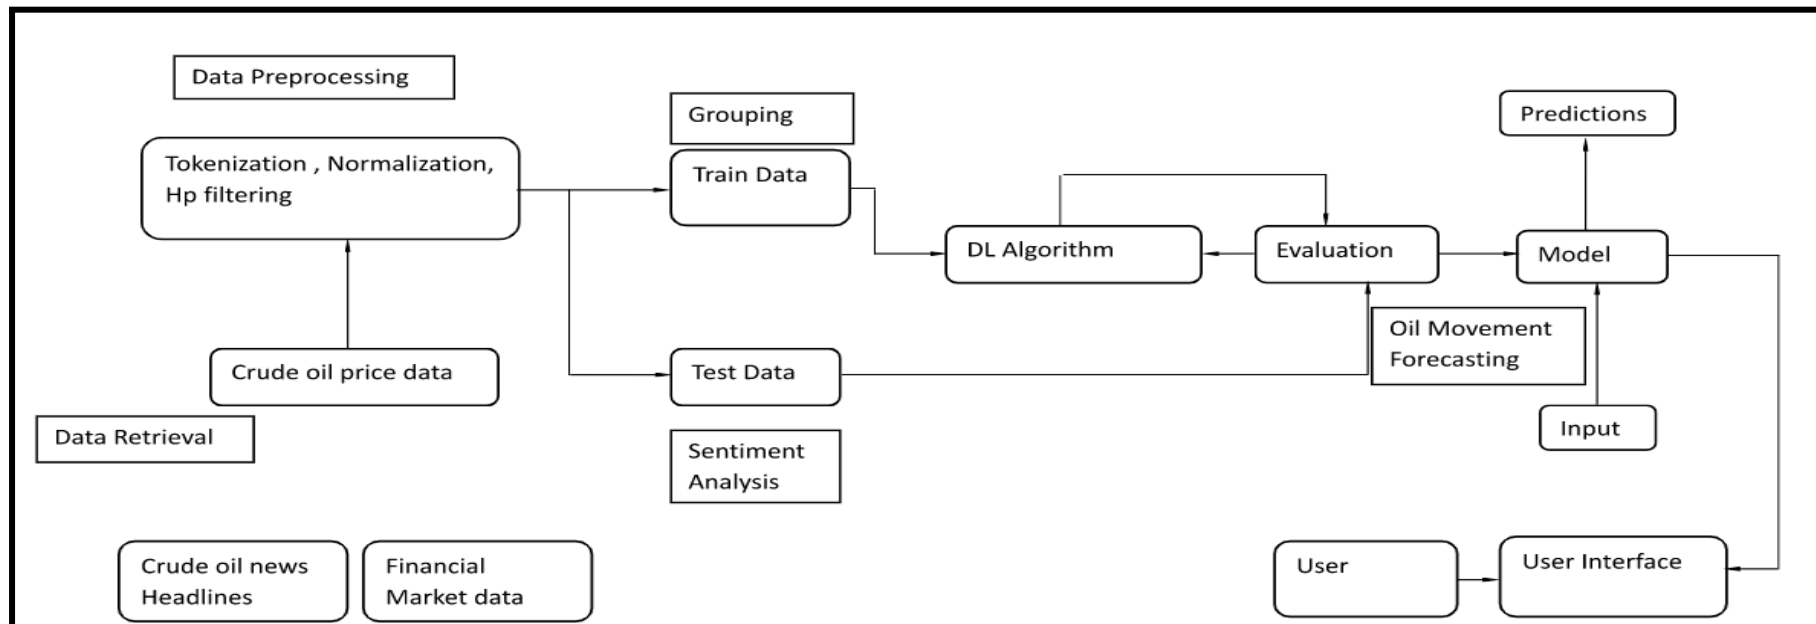 Data Preprocessing
Tokenization , Normalization,
Hp filtering
Crude oil price data
Data Retrieval
Crude oil news
Headlines
Financial
Market data
Grouping
Train Data
Test Data
Sentiment
Analysis
DL Algorithm
Evaluation
Oil Movement
Forecasting
Predictions
Model
Input
User
User Interface